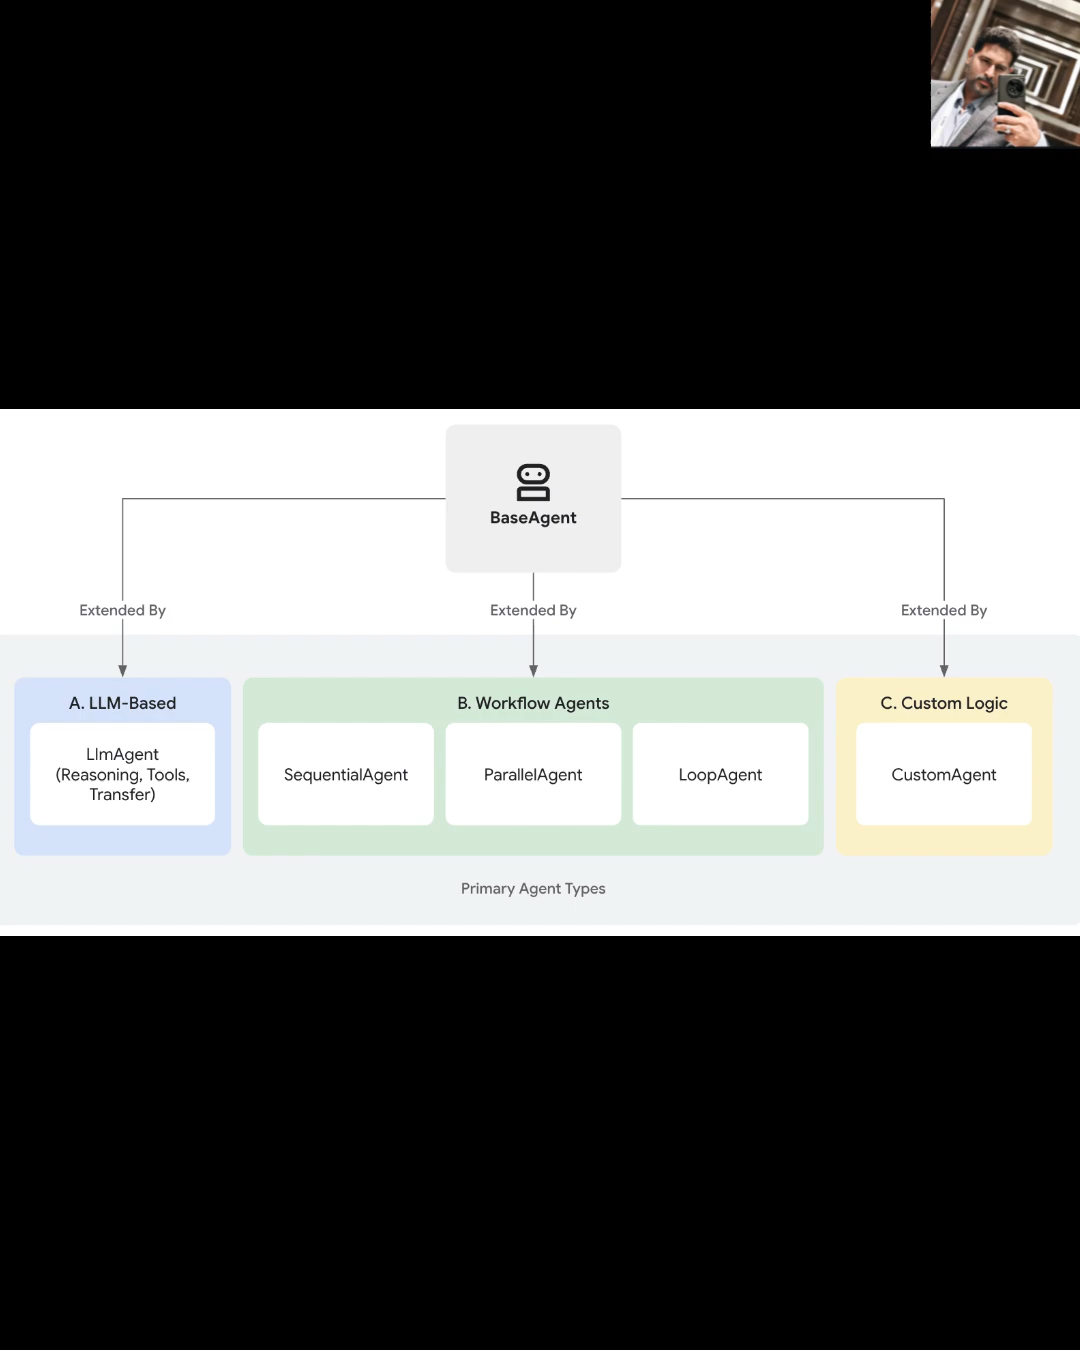 BaseAgent
Extended By
Extended By
Extended By
A. LLM-Based
LlmAgent
(Reasoning, Tools,
Transfer)
B. Workflow Agents
SequentialAgent
ParallelAgent
LoopAgent
C. Custom Logic
CustomAgent
Primary Agent Types